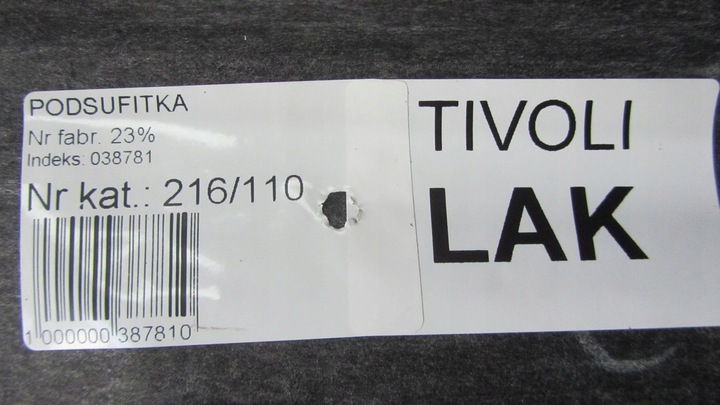 PODSUFITKA
Nr fabr. 23%
Indeks: 038781
Nr kat.: 216/110
1 000000 387810
TIVOLI
LAK